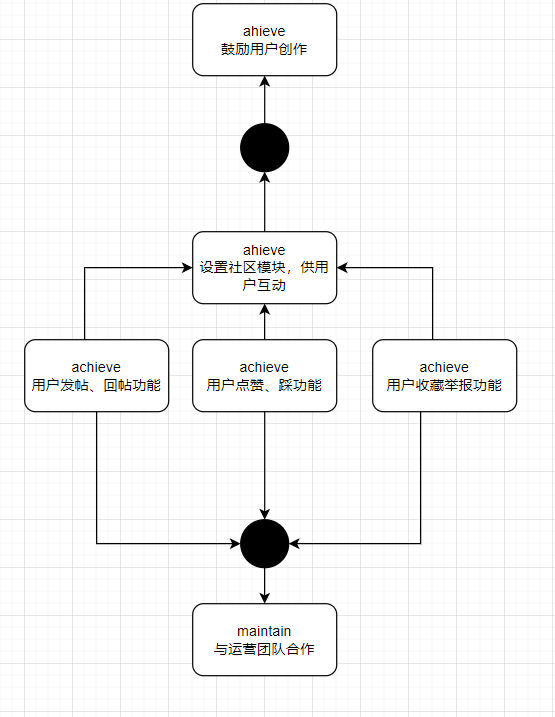 ahieve
鼓励用户创作
ahieve
设置社区模块，供用
户互动
achieve
用户发帖、回帖功能
achieve
用户点赞、踩功能
achieve
用户收藏举报功能
maintain
与运营团队合作